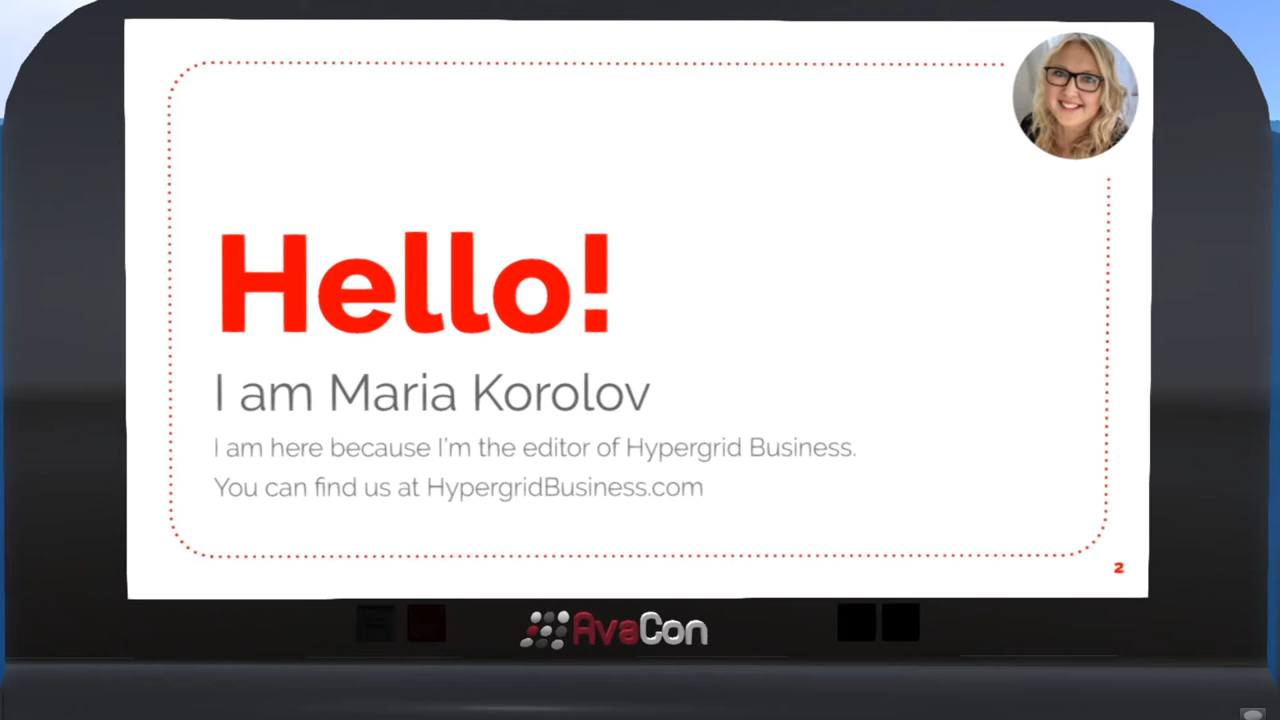 Hello!
I am Maria Korolov
I am here because I'm the editor of Hypergrid Business.
You can find us at HypergridBusiness.com
2
AvaCon